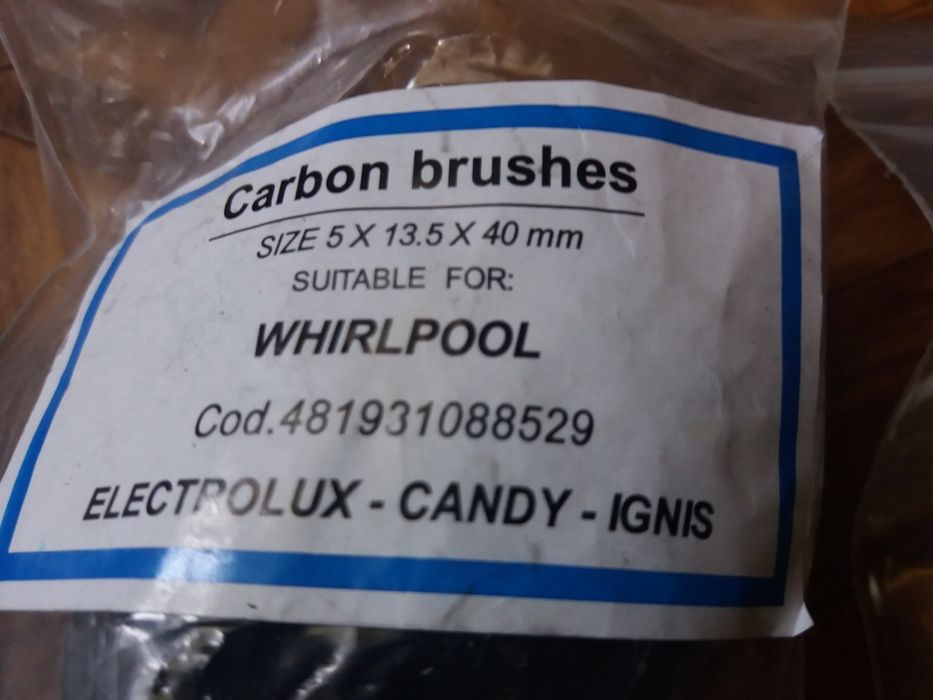 Carbon brushes
SIZE 5 X 13.5 X 40 mm
SUITABLE FOR:
WHIRLPOOL
Cod.481931088529
ELECTROLUX - CANDY - IGNIS